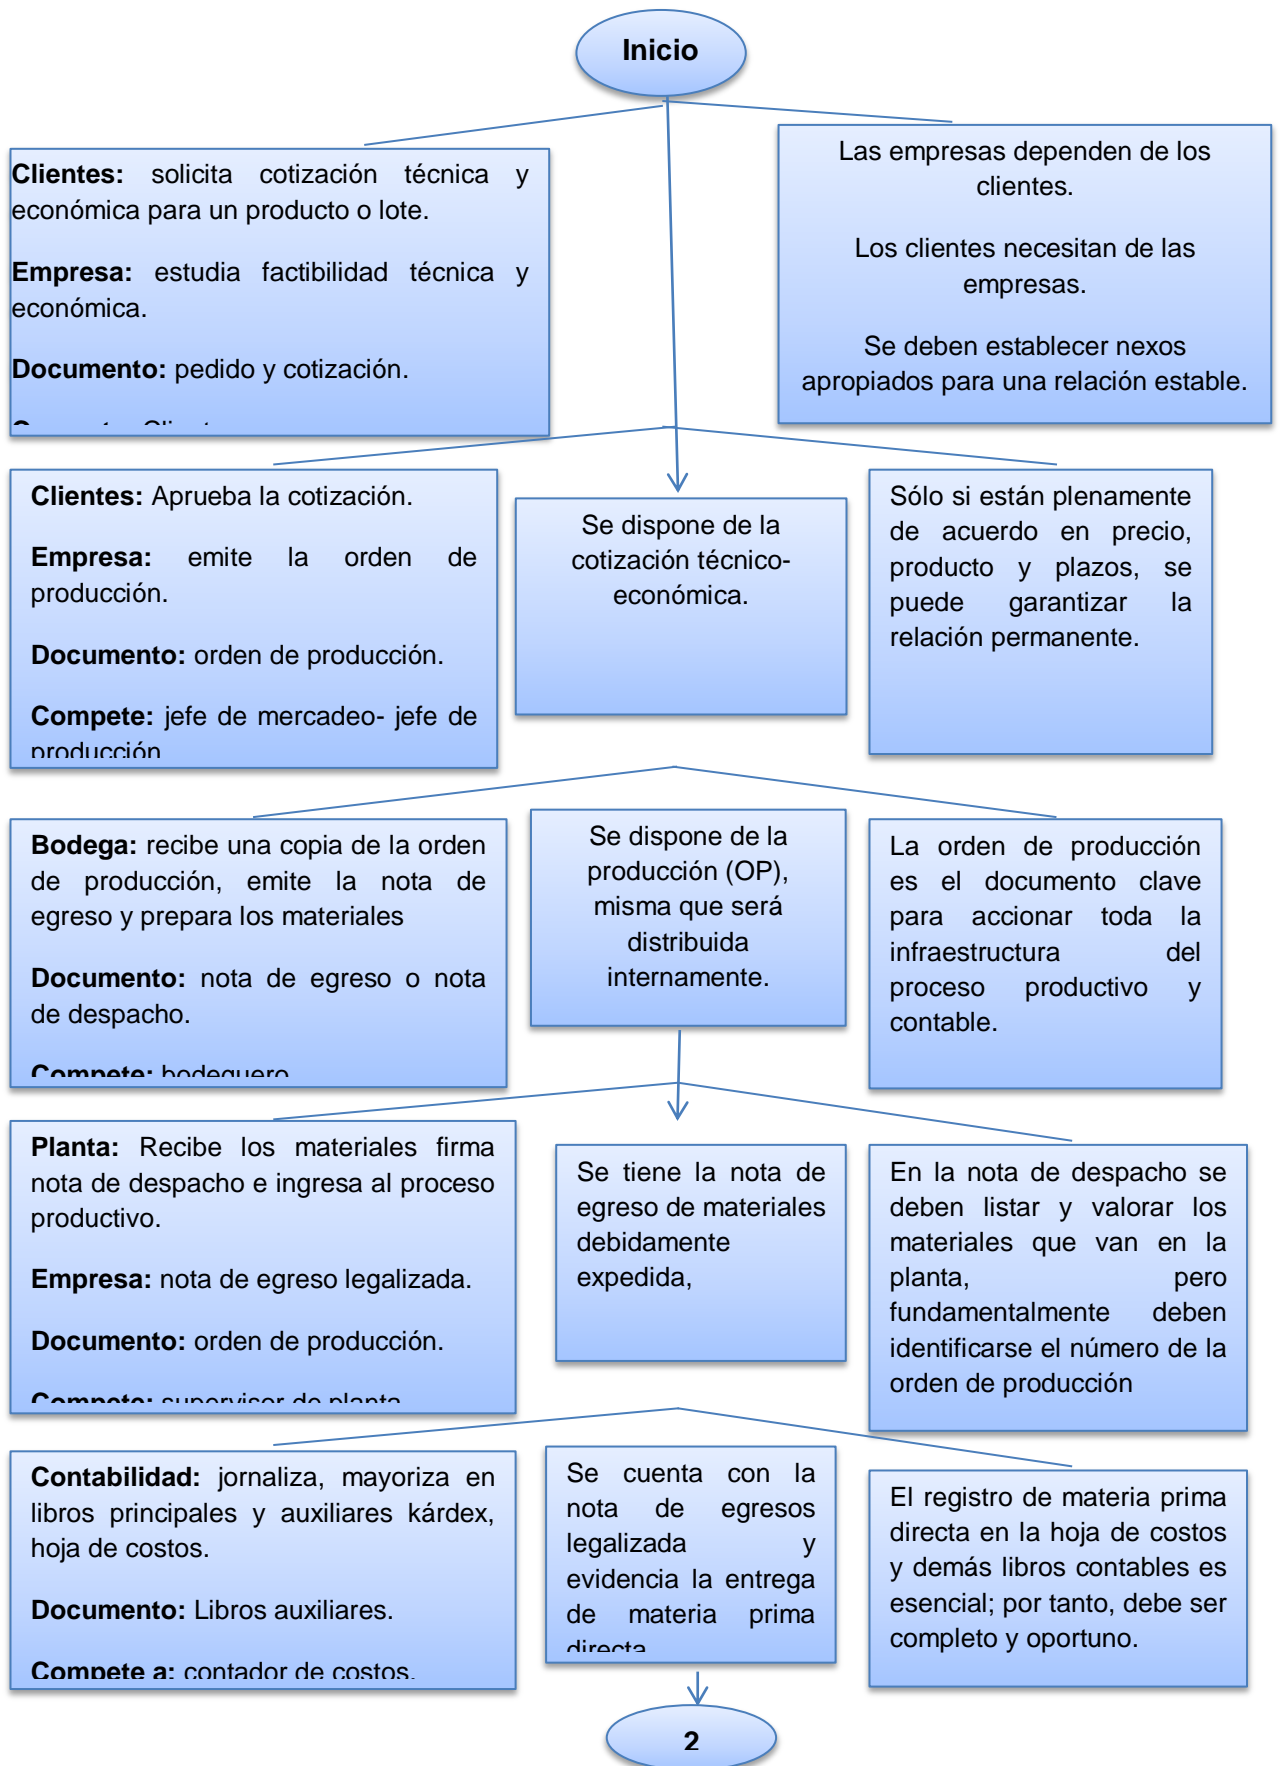 Inicio
Clientes: solicita cotización técnica y
económica para un producto o lote.
Empresa: estudia factibilidad técnica y
económica.
Documento: pedido y cotización.
Las empresas dependen de los
clientes.
Los clientes necesitan de las
empresas.
Se deben establecer nexos
apropiados para una relación estable.
Clientes: Aprueba la cotización.
Empresa: emite la orden de
producción.
Documento: orden de producción.
Compete: jefe de mercadeo- jefe de
producción
Se dispone de la
cotización técnico-
económica.
Sólo si están plenamente
de acuerdo en precio,
producto y plazos, se
puede garantizar la
relación permanente.
Bodega: recibe una copia de la orden
de producción, emite la nota de
egreso y prepara los materiales
Documento: nota de egreso o nota
de despacho.
Compete: bodeguero
Se dispone de la
producción (OP),
misma que será
distribuida
internamente.
La orden de producción
es el documento clave
para accionar toda la
infraestructura del
proceso productivo y
contable.
Planta: Recibe los materiales firma
nota de despacho e ingresa al proceso
productivo.
Empresa: nota de egreso legalizada.
Documento: orden de producción.
Compete: supervisor de planta
Se tiene la nota de
egreso de materiales
debidamente
expedida,
En la nota de despacho se
deben listar y valorar los
materiales que van en la
planta, pero
fundamentalmente deben
identificarse el número de la
orden de producción
Contabilidad: jornaliza, mayoriza en
libros principales y auxiliares kárdex,
hoja de costos.
Documento: Libros auxiliares.
Compete a: contador de costos.
Se cuenta con la
nota de egresos
legalizada y
evidencia la entrega
de materia prima
directa
El registro de materia prima
directa en la hoja de costos
y demás libros contables es
esencial; por tanto, debe ser
completo y oportuno.
2